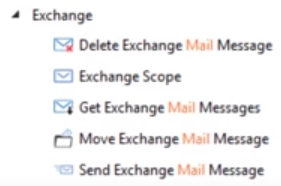 Exchange
Delete Exchange Mail Message
Exchange Scope
Get Exchange Mail Messages
Move Exchange Mail Message
Send Exchange Mail Message